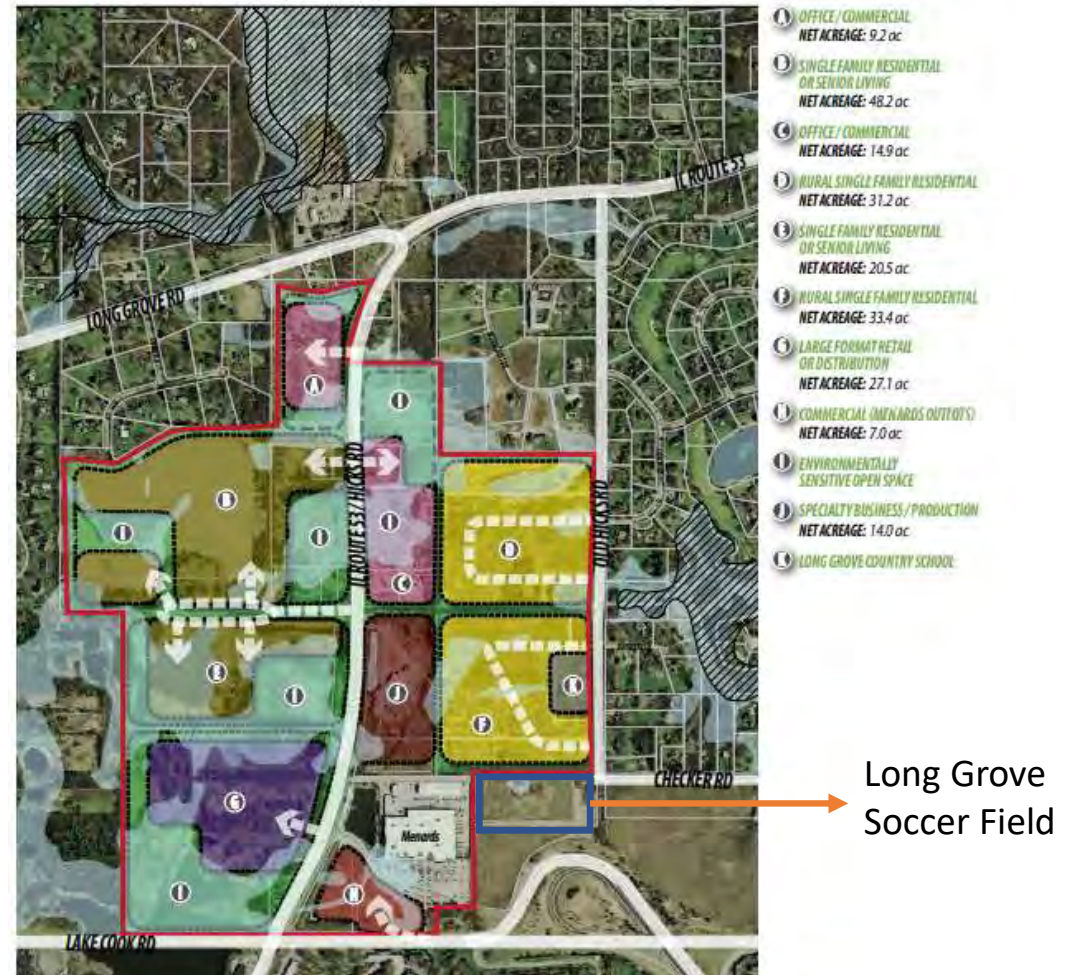 A OFFICE / COMMERCIAL
NET ACREAGE: 9.2 ac
B SINGLE FAMILY RESIDENTIAL
OR SENIOR LIVING
NET ACREAGE: 48.2 ac
C OFFICE / COMMERCIAL
NET ACREAGE: 14.9 ac
D RURAL SINGLE FAMILY RESIDENTIAL
NET ACREAGE: 31.2 ac
E SINGLE FAMILY RESIDENTIAL
OR SENIOR LIVING
NET ACREAGE: 20.5 ac
F RURAL SINGLE FAMILY RESIDENTIAL
NET ACREAGE: 33.4 ac
G LARGE FORMAT RETAIL
OR DISTRIBUTION
NET ACREAGE: 27.1 ac
H COMMERCIAL (MENARDS OUTLOTS)
NET ACREAGE: 7.0 ac
I ENVIRONMENTALLY
SENSITIVE OPEN SPACE
J SPECIALTY BUSINESS / PRODUCTION
NET ACREAGE: 14.0 ac
K LONG GROVE COUNTRY SCHOOL
IL ROUTE 53
LONG GROVE RD
A
I
B
I
I
I
D
C
IL ROUTE 53 / HICKS RD
OLD HICKS RD
E
I
J
K
F
G
CHECKER RD
Menards
H
I
LAKE COOK RD
Long Grove
Soccer Field